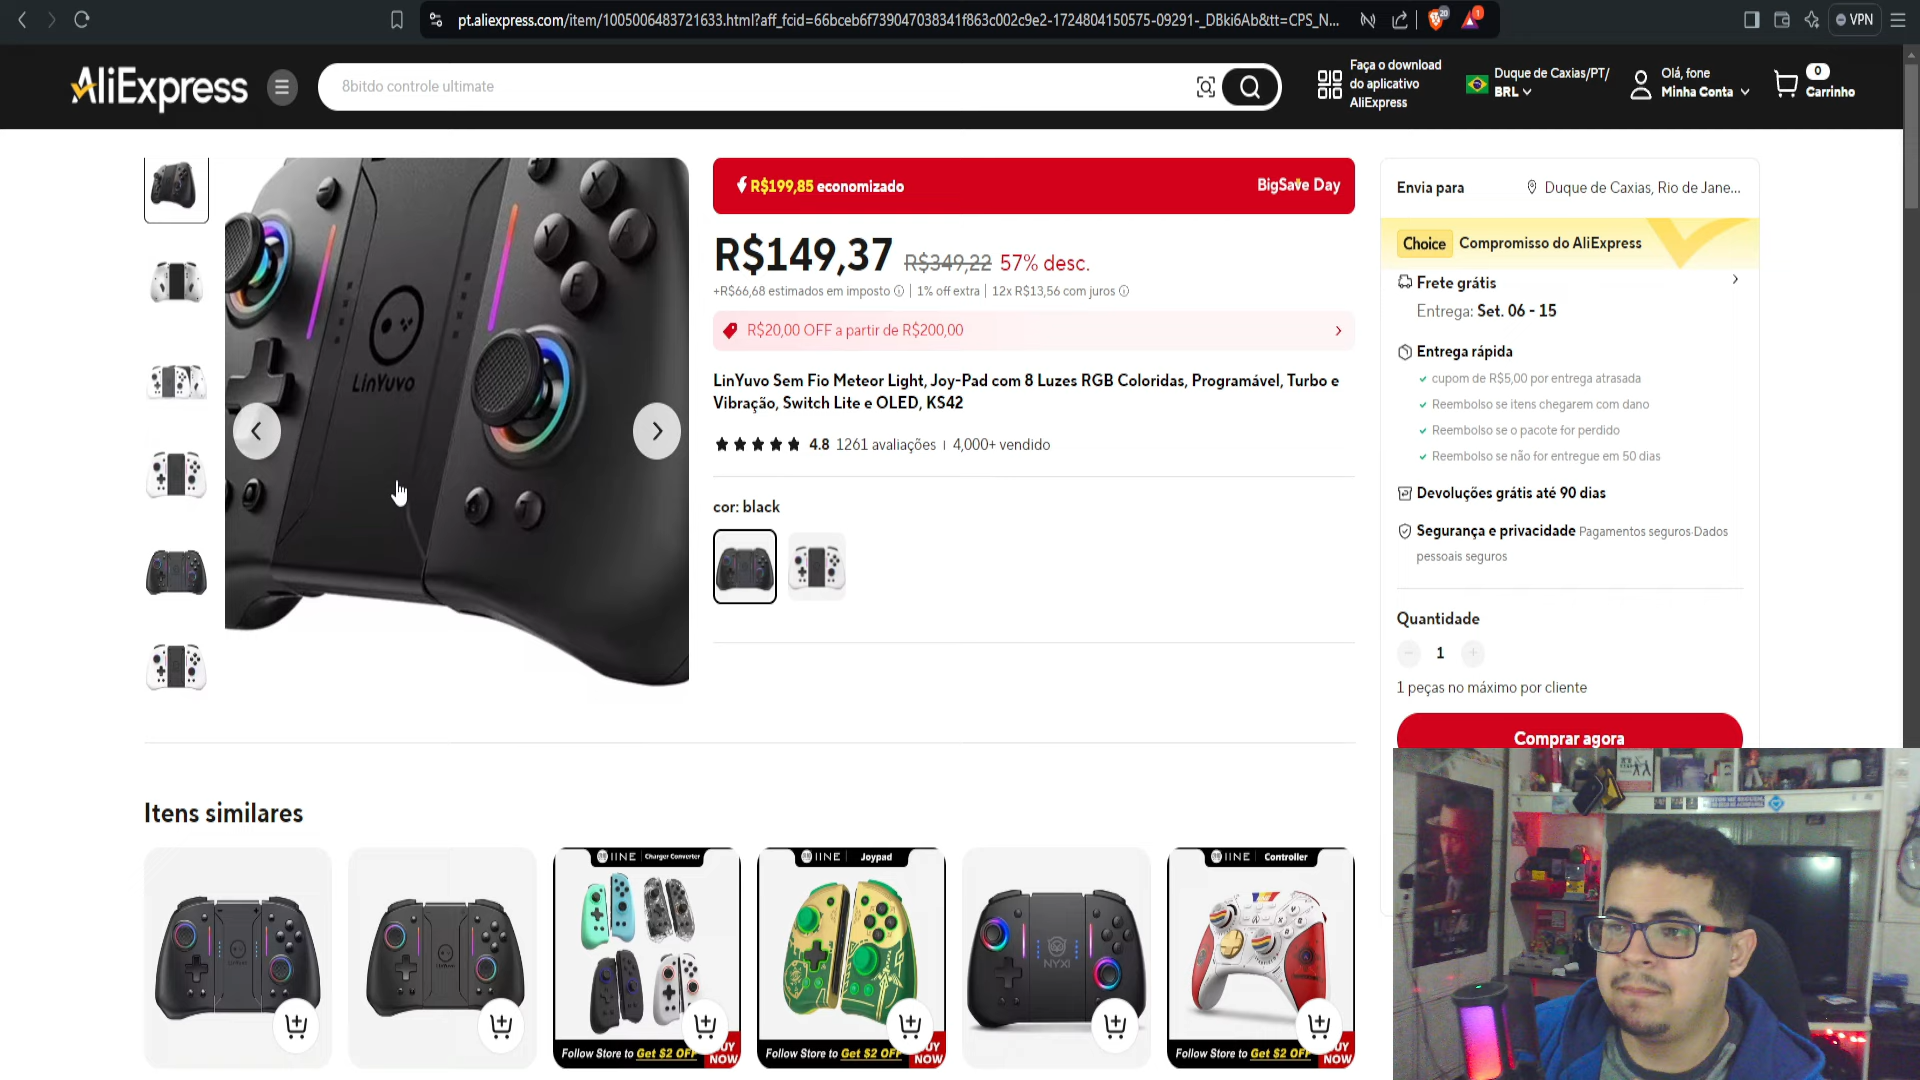 pt.aliexpress.com/item/1005006483721633.html?aff_fcid=66bceb6f739047038341f863c002c9e2-1724804150575-09291-_DBki6Ab&tt=CPS_N...
20
1
VPN
AliExpress
8bitdo controle ultimate
Faça o download
do aplicativo
AliExpress
Duque de Caxias/PT/
BRL
Olá, fone
Minha Conta
0
Carrinho
LinYuvo
R$199,85 economizado
BigSave Day
R$149,37 R$349,22 57% desc.
+R$66,68 estimados em imposto | 1% off extra | 12x R$13,56 com juros
R$20,00 OFF a partir de R$200,00
LinYuvo Sem Fio Meteor Light, Joy-Pad com 8 Luzes RGB Coloridas, Programável, Turbo e
Vibração, Switch Lite e OLED, KS42
4.8 1261 avaliações | 4,000+ vendido
cor: black
Envia para
Duque de Caxias, Rio de Jane...
Choice Compromisso do AliExpress
Frete grátis
Entrega: Set. 06 - 15
Entrega rápida
cupom de R$5,00 por entrega atrasada
Reembolso se itens chegarem com dano
Reembolso se o pacote for perdido
Reembolso se não for entregue em 50 dias
Devoluções grátis até 90 dias
Segurança e privacidade Pagamentos seguros·Dados
pessoais seguros
Quantidade
1
1 peças no máximo por cliente
Comprar agora
Itens similares
IINE Charger Converter
Follow Store to Get $2 OFF
BUY NOW
IINE Joypad
Follow Store to Get $2 OFF
BUY NOW
NYXI
IINE Controller
Follow Store to Get $2 OFF
BUY NOW